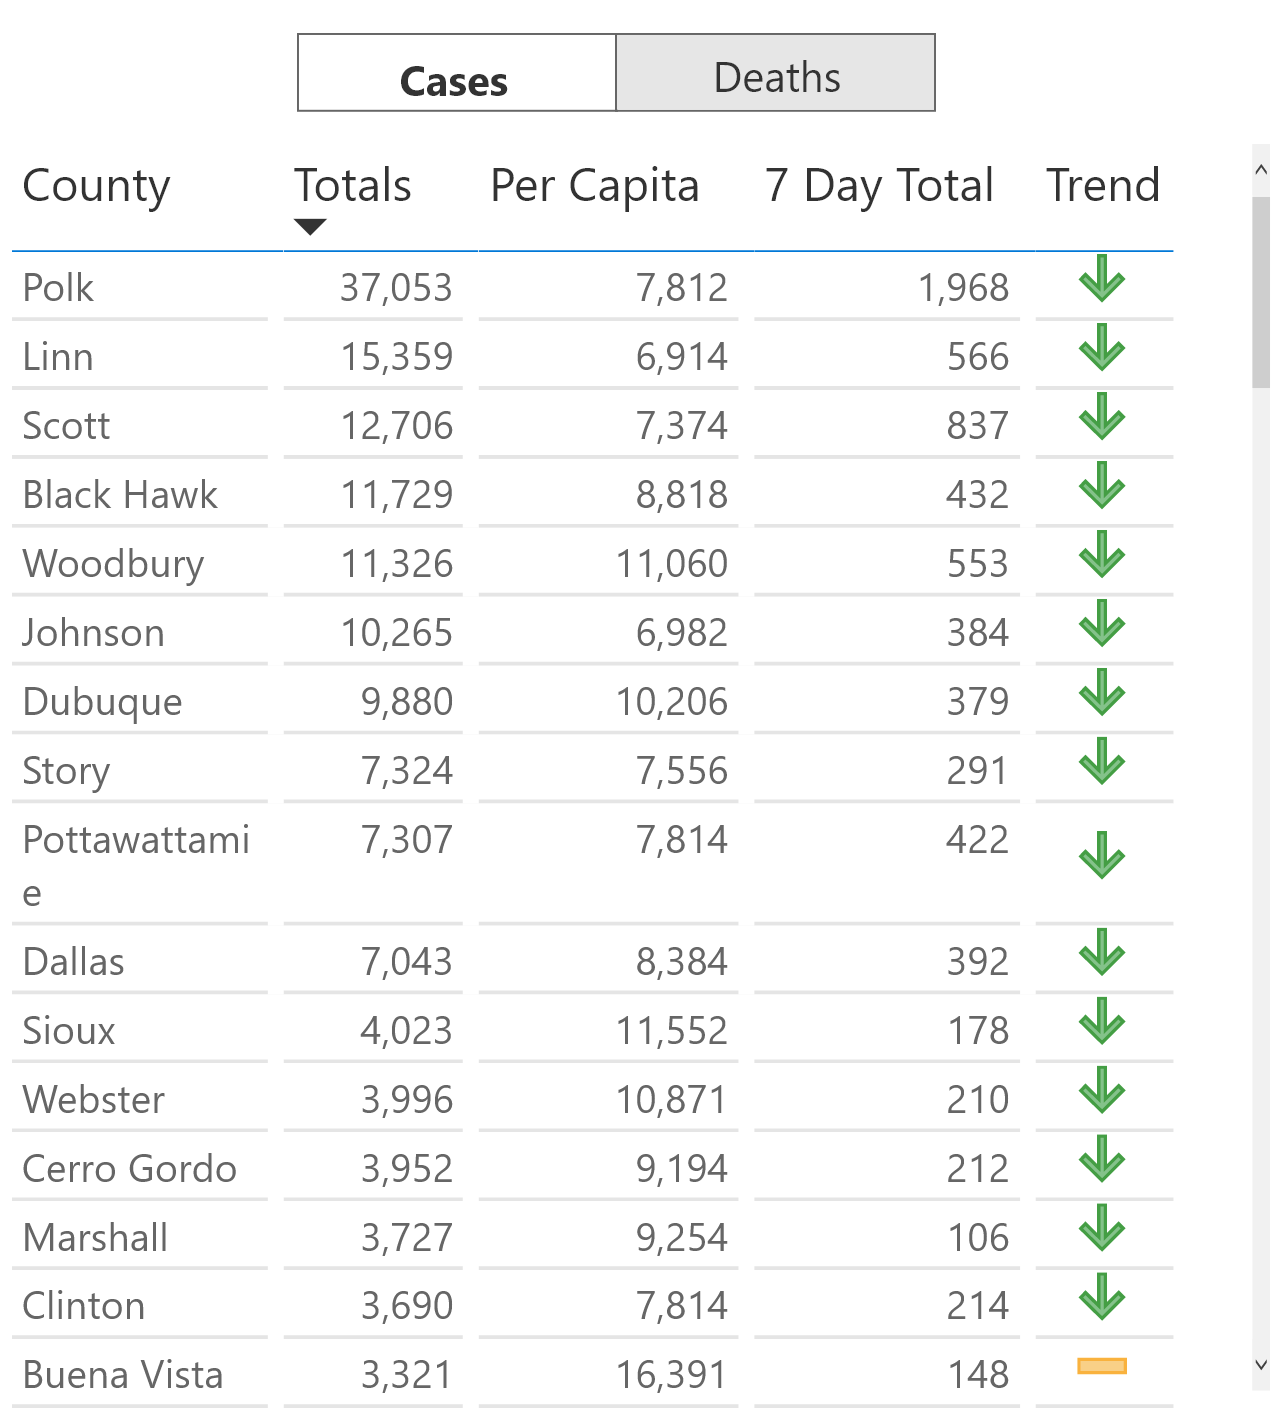 Cases Deaths
County Totals Per Capita 7 Day Total Trend
Polk 37,053 7,812 1,968
Linn 15,359 6,914 566
Scott 12,706 7,374 837
Black Hawk 11,729 8,818 432
Woodbury 11,326 11,060 553
Johnson 10,265 6,982 384
Dubuque 9,880 10,206 379
Story 7,324 7,556 291
Pottawattami 7,307 7,814 422
e
Dallas 7,043 8,384 392
Sioux 4,023 11,552 178
Webster 3,996 10,871 210
Cerro Gordo 3,952 9,194 212
Marshall 3,727 9,254 106
Clinton 3,690 7,814 214
Buena Vista 3,321 16,391 148